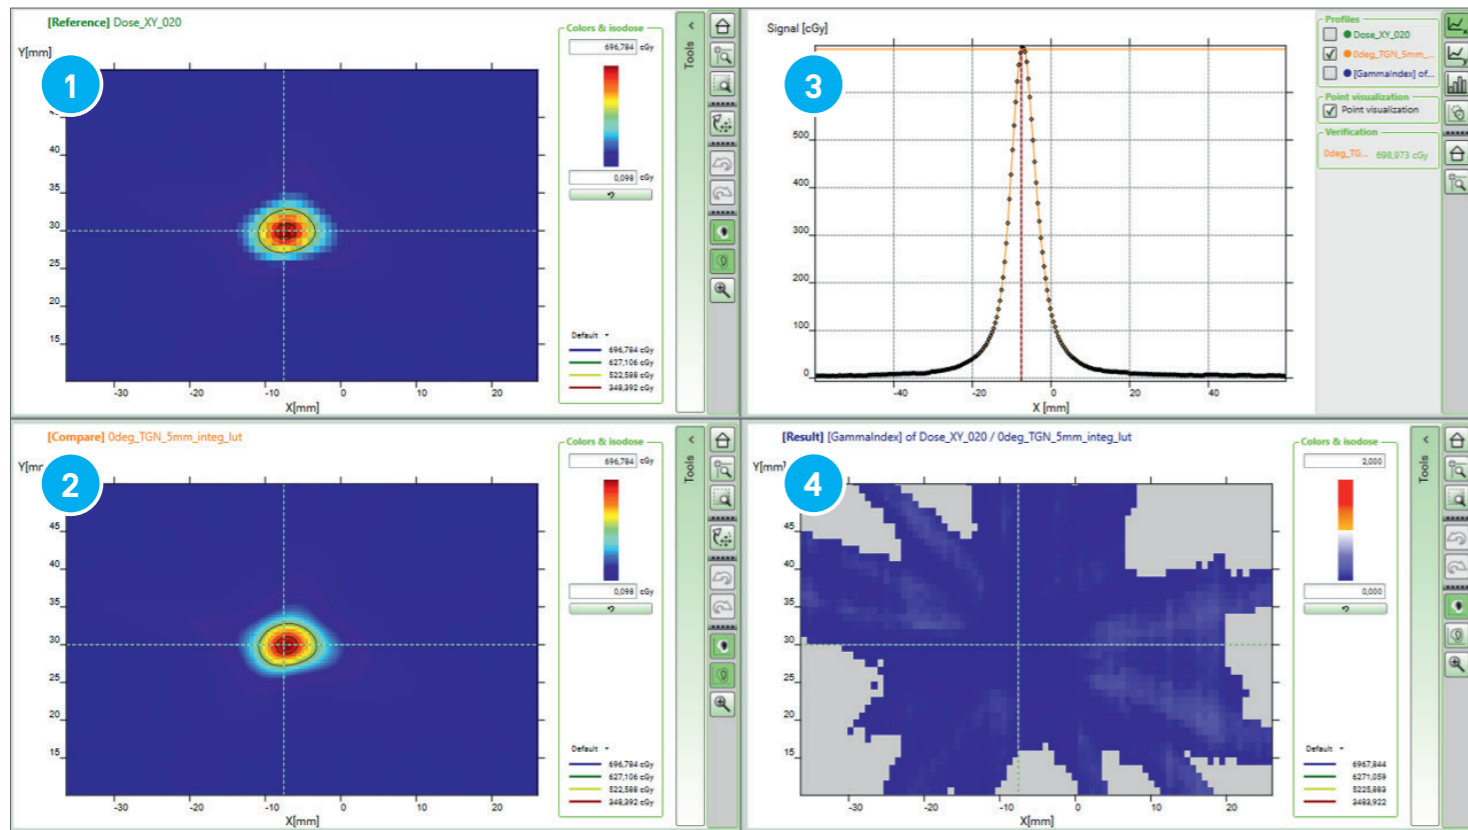 [Reference] Dose_XY_020
Y[mm]
1
40
35
30
25
20
15
-30
-20
-10
0
10
20
X[mm]
Colors & isodose
696,784 cGy
0,098 cGy
Default
696,784 cGy
627,106 cGy
522,588 cGy
348,392 cGy
Tools
Signal [cGy]
3
500
400
300
200
100
0
-40
-20
0
20
40
X [mm]
Profiles
Dose_XY_020
0deg_TGN_5mm_...
[GammaIndex] of...
Point visualization
Point visualization
Verification
0deg_TG... 698,973 cGy
[Compare] 0deg_TGN_5mm_integ_lut
2
45
40
35
30
25
20
15
-30
-20
-10
0
10
20
X[mm]
Colors & isodose
696,784 cGy
0,098 cGy
Default
696,784 cGy
627,106 cGy
522,588 cGy
348,392 cGy
Tools
[Result] [GammaIndex] of Dose_XY_020 / 0deg_TGN_5mm_integ_lut
Y[mm]
4
45
40
35
30
25
20
15
-30
-20
-10
0
10
20
X[mm]
Colors & isodose
2,000
0,000
Default
6967,844
6271,059
5225,883
3483,922
Tools